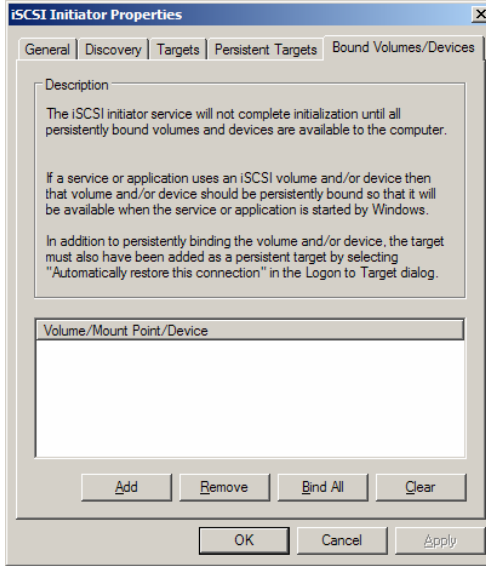 iSCSI Initiator Properties
General Discovery Targets Persistent Targets Bound Volumes/Devices
Description
The iSCSI initiator service will not complete initialization until all
persistently bound volumes and devices are available to the computer.
If a service or application uses an iSCSI volume and/or device then
that volume and/or device should be persistently bound so that it will
be available when the service or application is started by Windows.
In addition to persistently binding the volume and/or device, the target
must also have been added as a persistent target by selecting
"Automatically restore this connection" in the Logon to Target dialog.
Volume/Mount Point/Device
Add Remove Bind All Clear
OK Cancel Apply